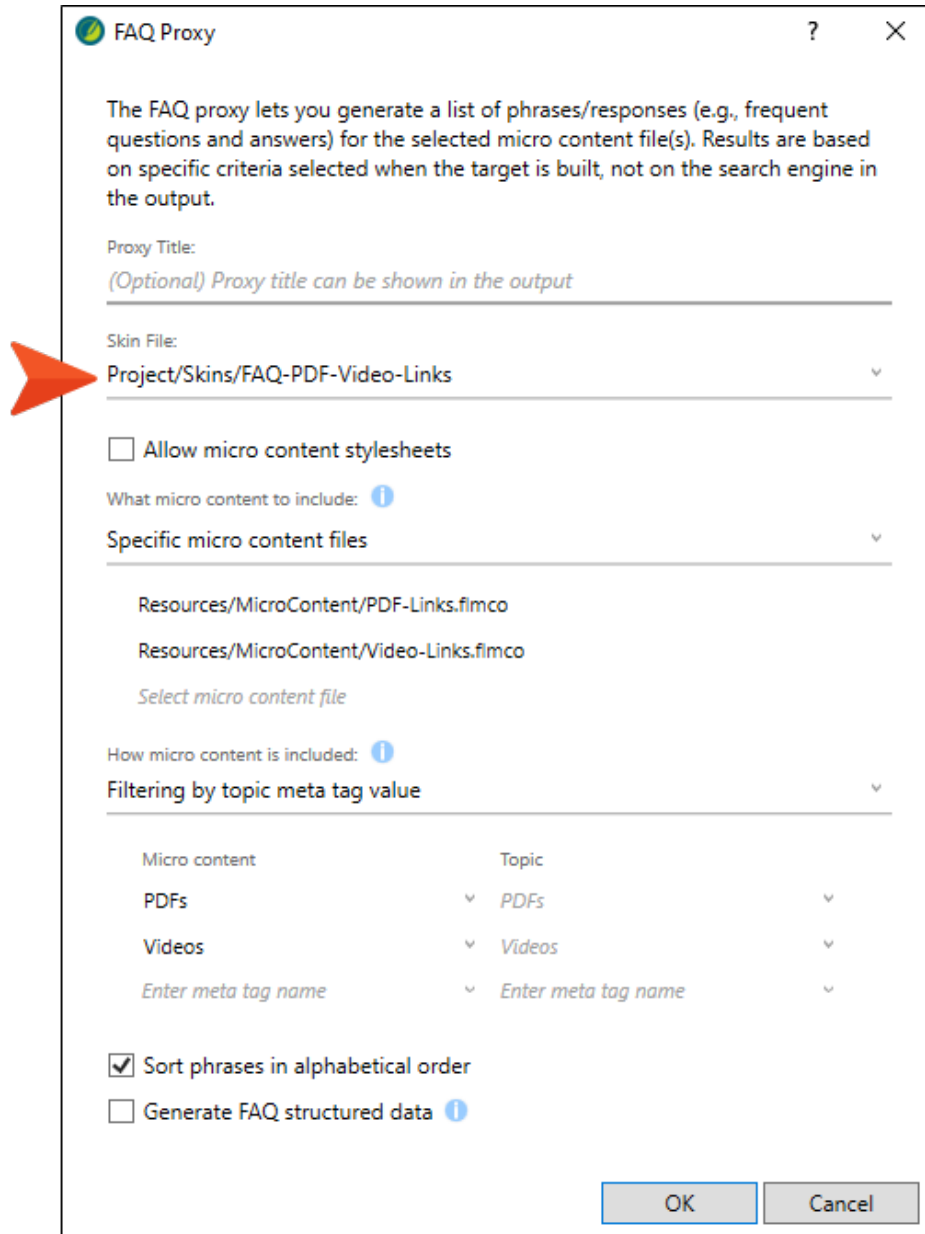 FAQ Proxy
?
The FAQ proxy lets you generate a list of phrases/responses (e.g., frequent
questions and answers) for the selected micro content file(s). Results are based
on specific criteria selected when the target is built, not on the search engine in
the output.
Proxy Title:
(Optional) Proxy title can be shown in the output
Skin File:
Project/Skins/FAQ-PDF-Video-Links
Allow micro content stylesheets
What micro content to include:
Specific micro content files
Resources/MicroContent/PDF-Links.flmco
Resources/MicroContent/Video-Links.flmco
Select micro content file
How micro content is included:
Filtering by topic meta tag value
Micro content Topic
PDFs PDFs
Videos Videos
Enter meta tag name Enter meta tag name
Sort phrases in alphabetical order
Generate FAQ structured data
OK Cancel